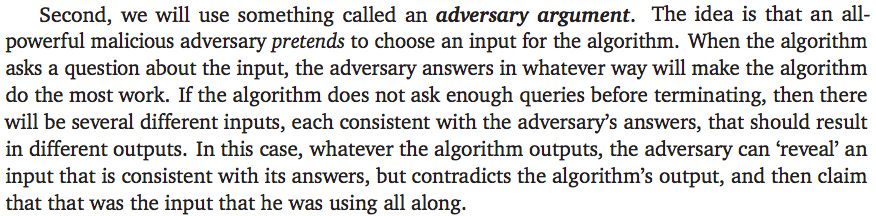 Second, we will use something called an adversary argument. The idea is that an all-
powerful malicious adversary pretends to choose an input for the algorithm. When the algorithm
asks a question about the input, the adversary answers in whatever way will make the algorithm
do the most work. If the algorithm does not ask enough queries before terminating, then there
will be several different inputs, each consistent with the adversary’s answers, that should result
in different outputs. In this case, whatever the algorithm outputs, the adversary can ‘reveal’ an
input that is consistent with its answers, but contradicts the algorithm’s output, and then claim
that that was the input that he was using all along.